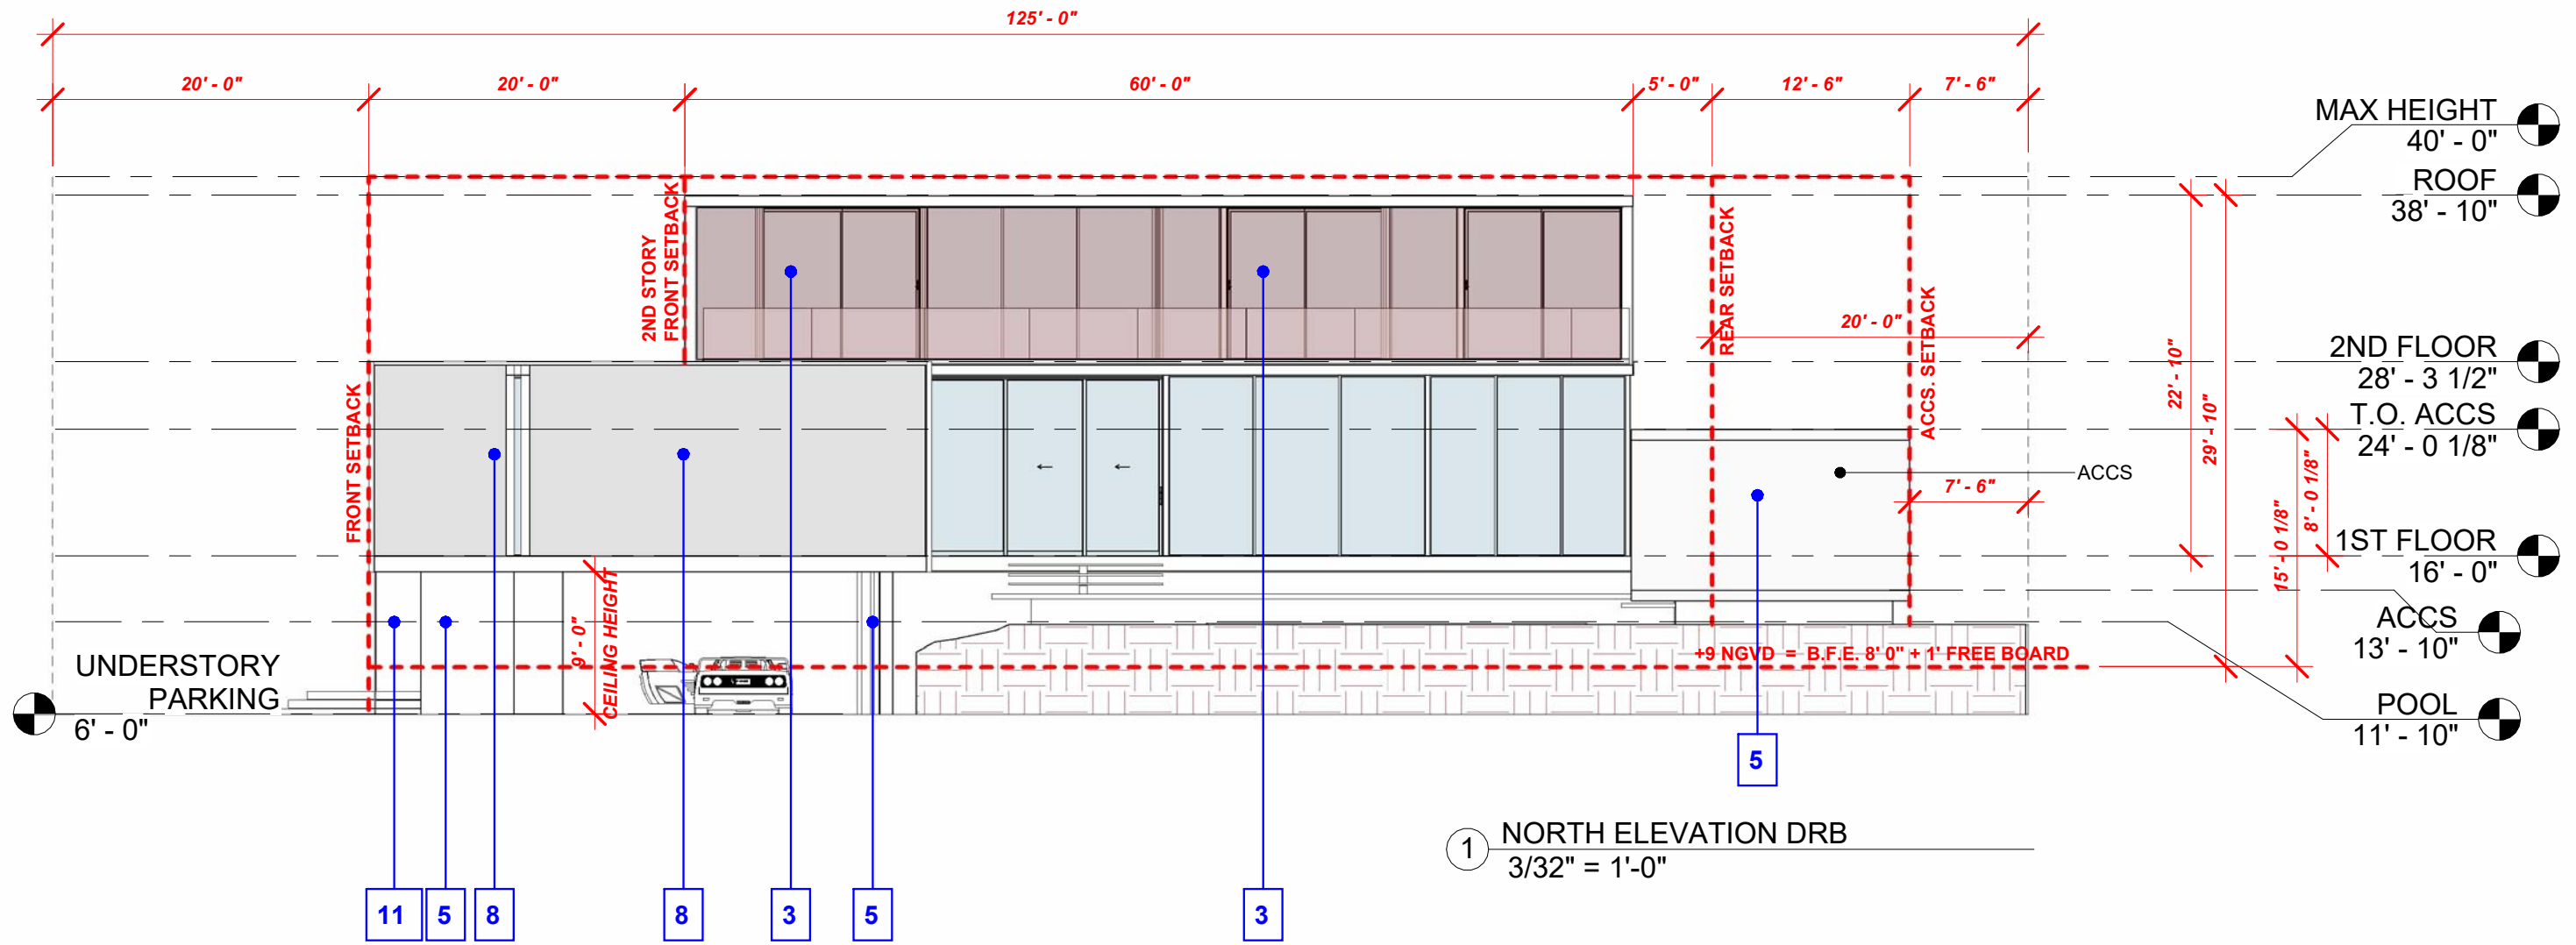 125' - 0"
20' - 0"
20' - 0"
60' - 0"
5' - 0"
12' - 6"
7' - 6"
MAX HEIGHT
40' - 0"
ROOF
38' - 10"
2ND STORY
FRONT SETBACK
REAR SETBACK
20' - 0"
ACCS. SETBACK
22' - 10"
29' - 10"
2ND FLOOR
28' - 3 1/2"
T.O. ACCS
24' - 0 1/8"
FRONT SETBACK
ACCS
7' - 6"
15' - 0 1/8"
8' - 0 1/8"
1ST FLOOR
16' - 0"
9' - 0"
CEILING HEIGHT
ACCS
13' - 10"
+9 NGVD = B.F.E. 8' 0" + 1' FREE BOARD
UNDERSTORY
PARKING
6' - 0"
POOL
11' - 10"
5
1
NORTH ELEVATION DRB
3/32" = 1'-0"
11
5
8
8
3
5
3